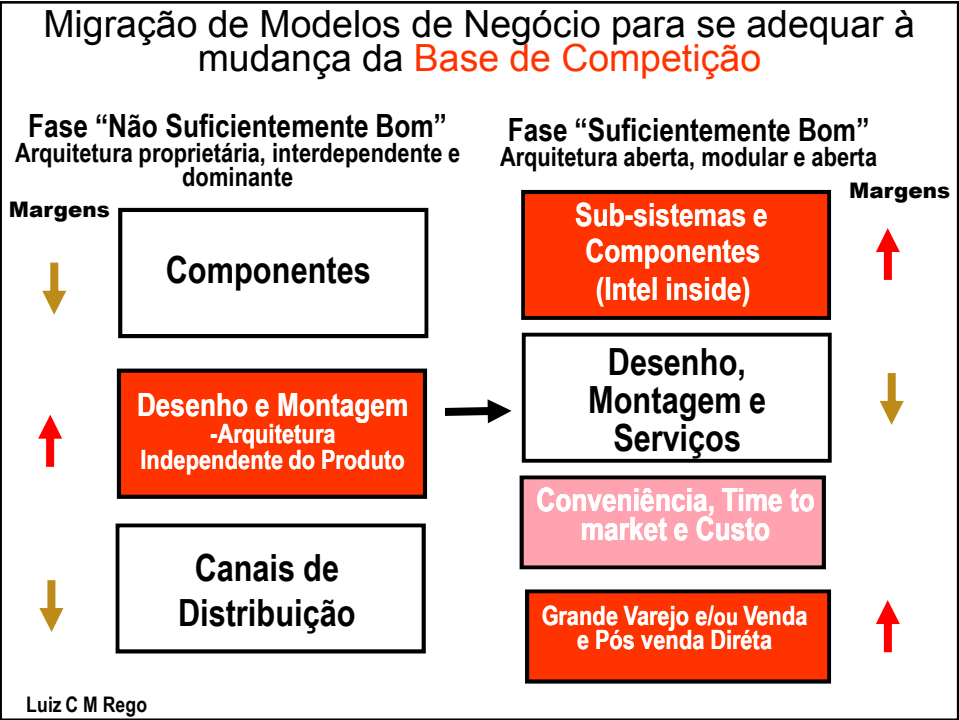 Migração de Modelos de Negócio para se adequar à
mudança da Base de Competição
Fase “Não Suficientemente Bom”
Arquitetura proprietária, interdependente e
dominante
Margens
Componentes
Desenho e Montagem
-Arquitetura
Independente do Produto
Canais de
Distribuição
Fase “Suficientemente Bom”
Arquitetura aberta, modular e aberta
Margens
Sub-sistemas e
Componentes
(Intel inside)
Desenho,
Montagem e
Serviços
Conveniência, Time to
market e Custo
Grande Varejo e/ou Venda
e Pós venda Diréta
Luiz C M Rego